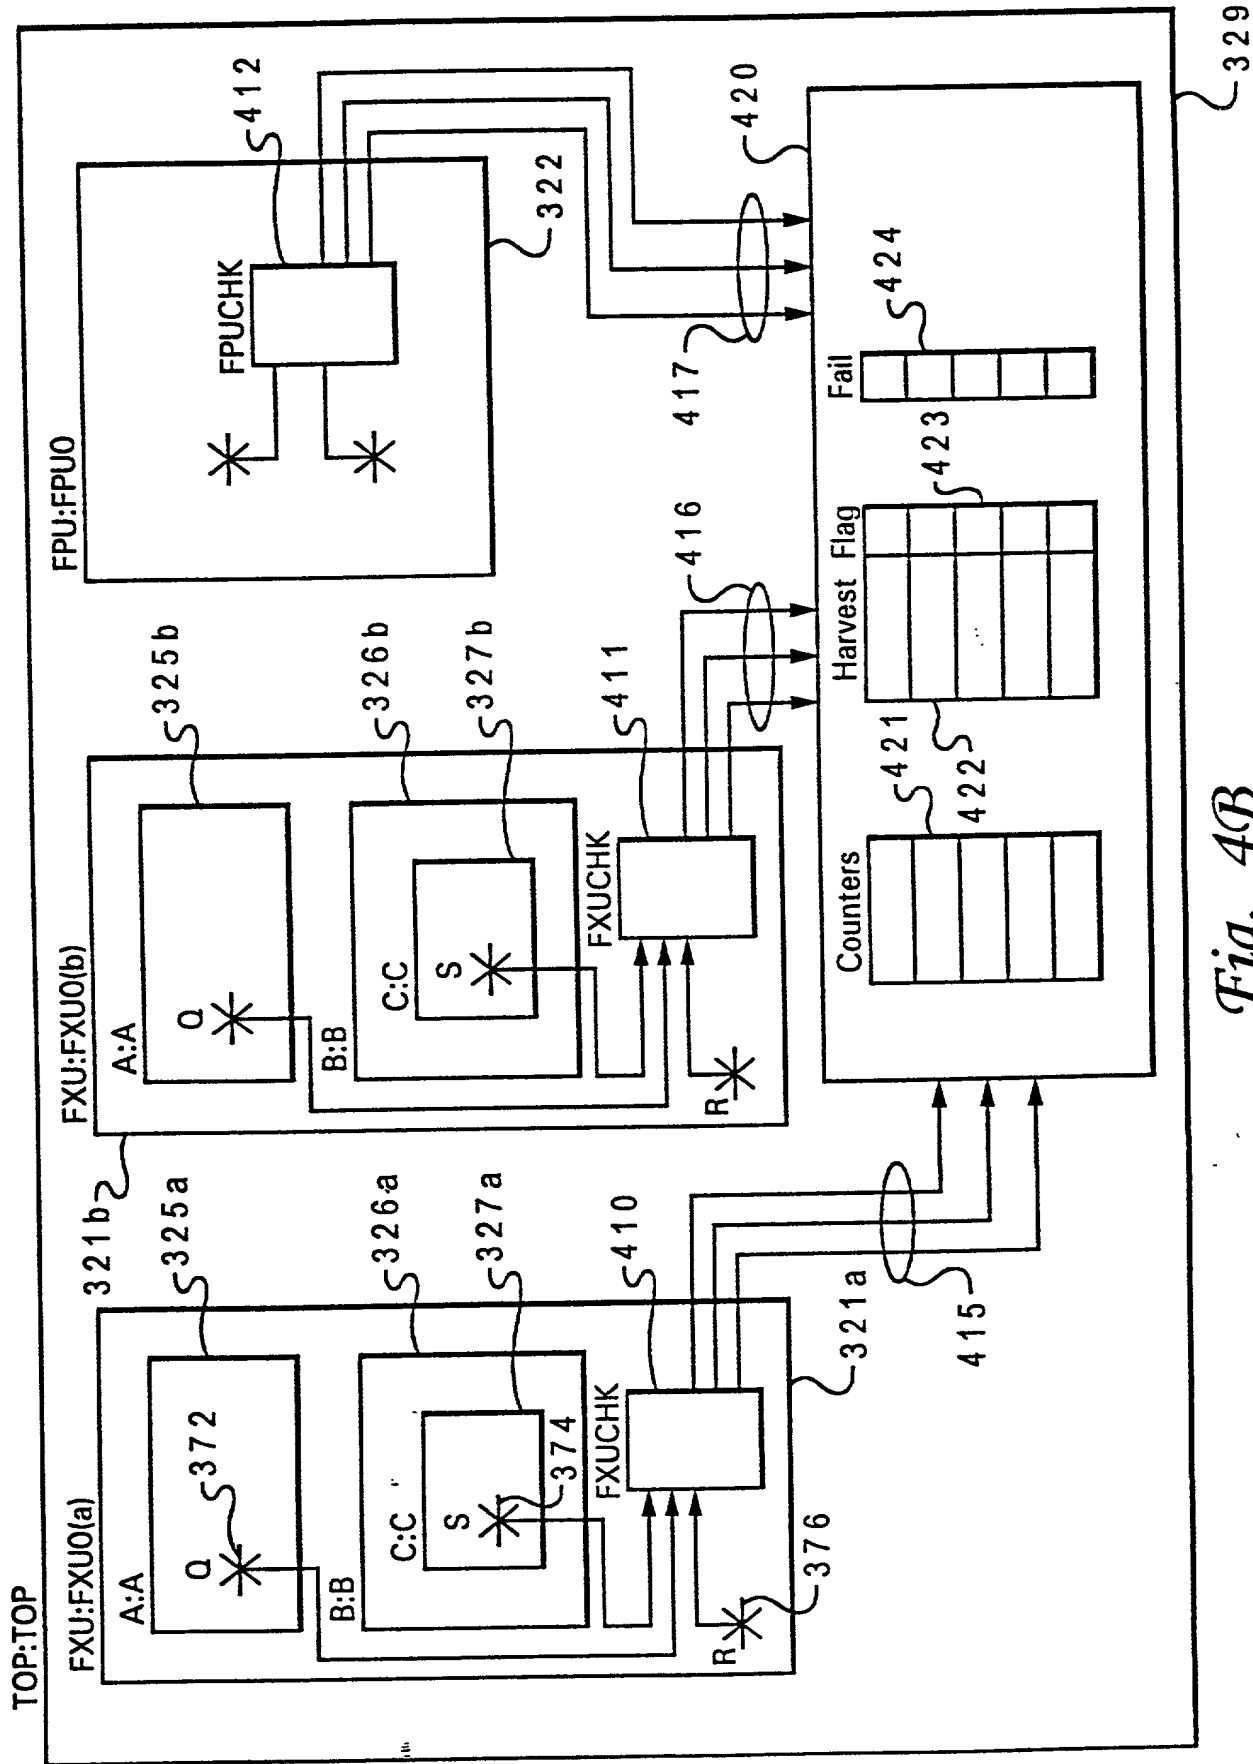 TOP:TOP
FXU:FXU0(a)
A:A
Q
372
325a
B:B
C:C
S
374
326a
327a
FXUCHK
410
R
376
321a
415
321b
FXU:FXU0(b)
A:A
Q
325b
B:B
C:C
S
326b
327b
FXUCHK
411
R
416
FPU:FPU0
FPUCHK
412
322
417
420
Counters
421
Harvest Flag
422
423
Fail
424
329
Fig. 4B